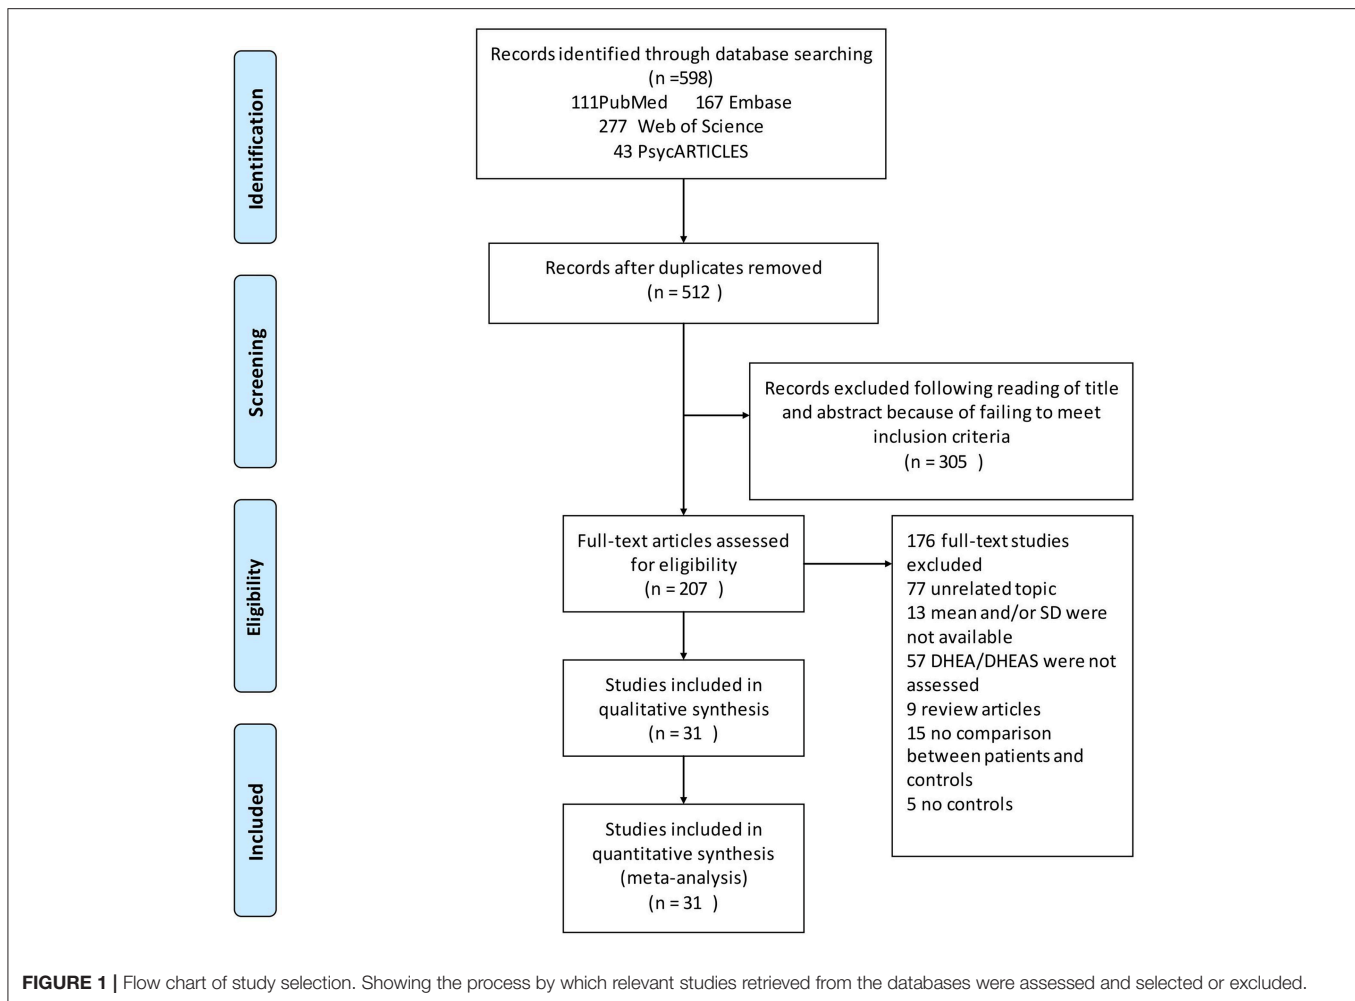 Identification
Records identified through database searching
(n =598)
111PubMed 167 Embase
277 Web of Science
43 PsycARTICLES
Screening
Records after duplicates removed
(n = 512 )
Records excluded following reading of title
and abstract because of failing to meet
inclusion criteria
(n = 305 )
Eligibility
Full-text articles assessed
for eligibility
(n = 207 )
176 full-text studies
excluded
77 unrelated topic
13 mean and/or SD were
not available
57 DHEA/DHEAS were not
assessed
9 review articles
15 no comparison
between patients and
controls
5 no controls
Studies included in
qualitative synthesis
(n = 31 )
Included
Studies included in
quantitative synthesis
(meta-analysis)
(n = 31 )
FIGURE 1 | Flow chart of study selection. Showing the process by which relevant studies retrieved from the databases were assessed and selected or excluded.